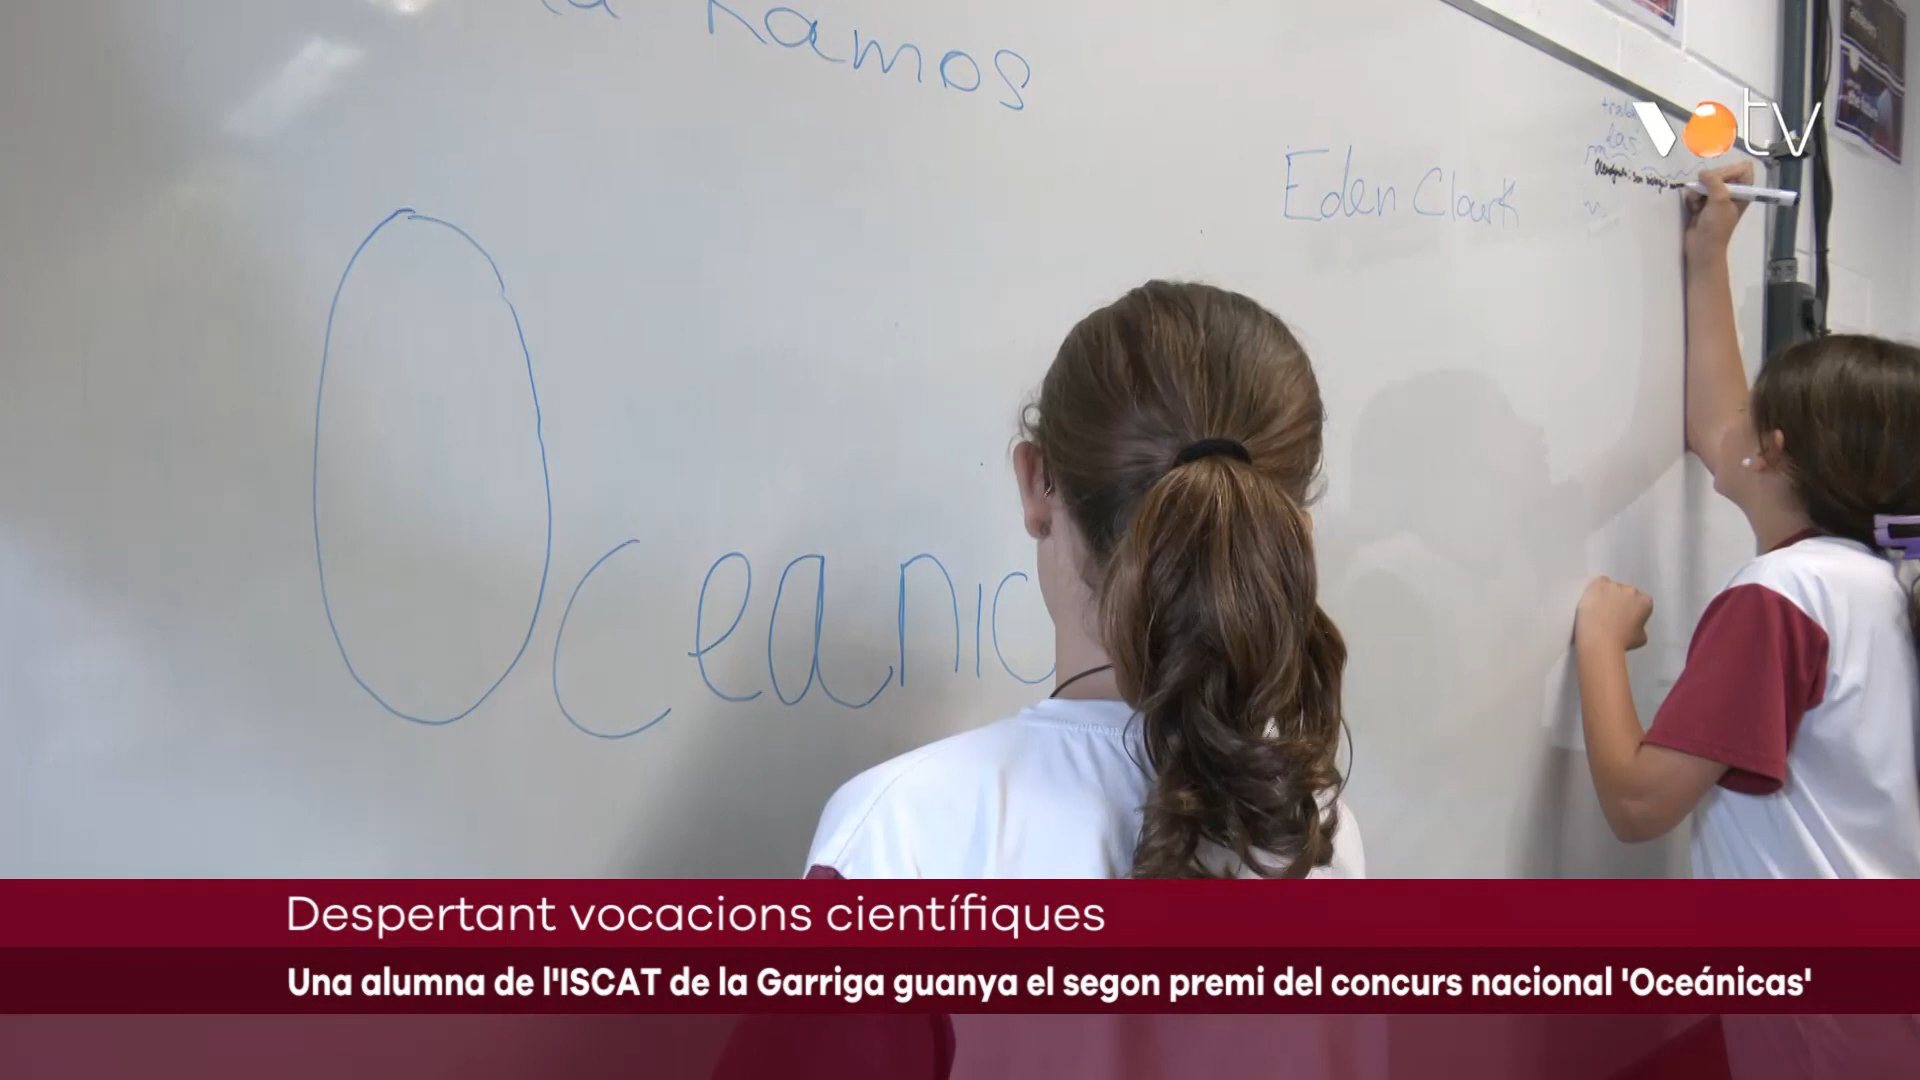 Ramos
votv
Eden Clark
Oceanic
Despertant vocacions científiques
Una alumna de l'ISCAT de la Garriga guanya el segon premi del concurs nacional 'Oceánicas'